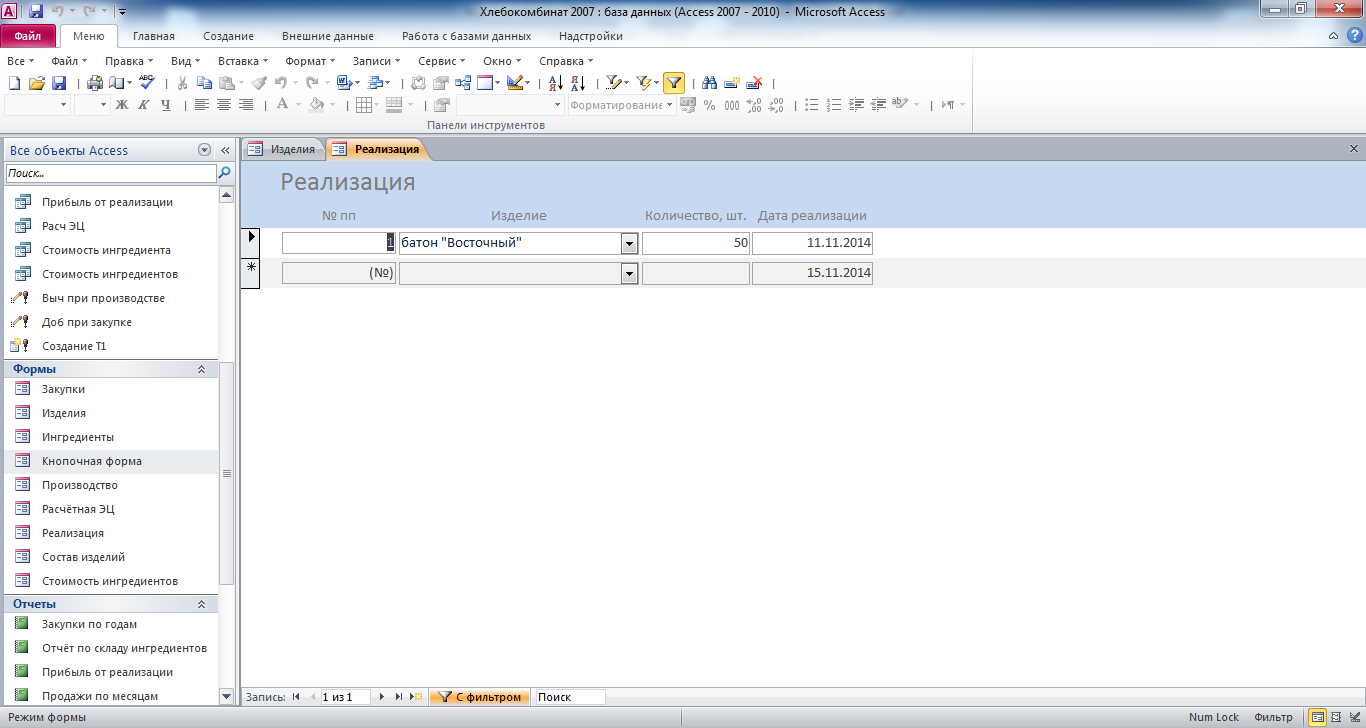 Хлебокомбинат 2007 : база данных (Access 2007 - 2010) - Microsoft Access
Файл Меню Главная Создание Внешние данные Работа с базами данных Надстройки
Все Файл Правка Вид Вставка Формат Записи Сервис Окно Справка
Ж К Ч А Форматирование % 000
Панели инструментов
Все объекты Access
Поиск...
Прибыль от реализации
Расч ЭЦ
Стоимость ингредиента
Стоимость ингредиентов
Выч при производстве
Доб при закупке
Создание Т1
Формы
Закупки
Изделия
Ингредиенты
Кнопочная форма
Производство
Расчётная ЭЦ
Реализация
Состав изделий
Стоимость ингредиентов
Отчеты
Закупки по годам
Отчёт по складу ингредиентов
Прибыль от реализации
Продажи по месяцам
Изделия Реализация
Реализация
№ пп Изделие Количество, шт. Дата реализации
1 батон "Восточный" 50 11.11.2014
(№) 15.11.2014
Запись: 1 из 1 С фильтром Поиск
Режим формы Num Lock Фильтр